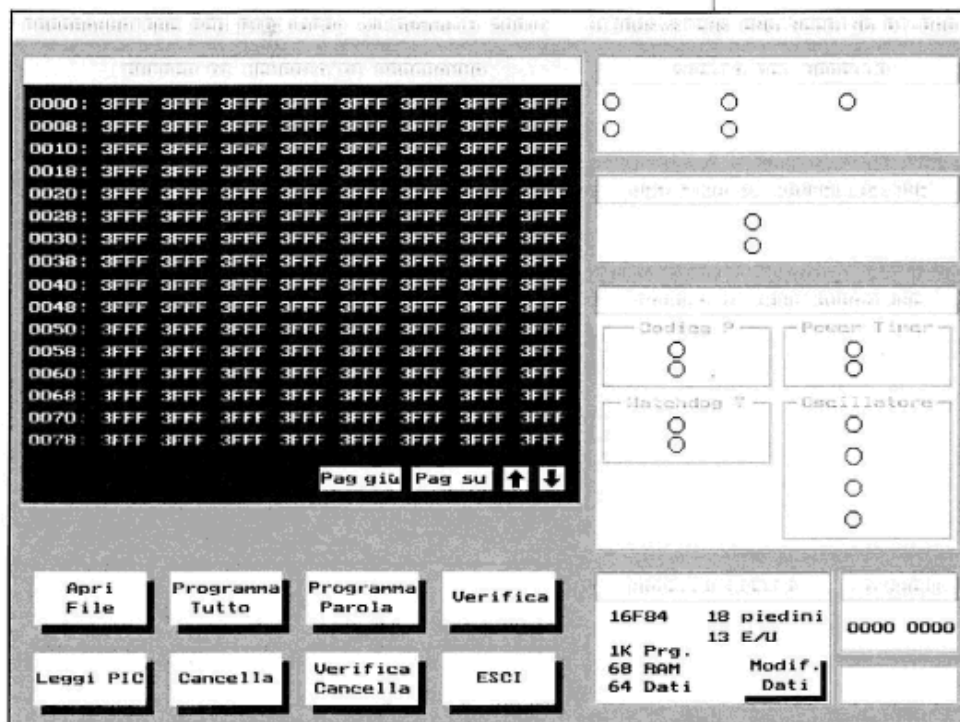 0000: 3FFF 3FFF 3FFF 3FFF 3FFF 3FFF 3FFF 3FFF
0008: 3FFF 3FFF 3FFF 3FFF 3FFF 3FFF 3FFF 3FFF
0010: 3FFF 3FFF 3FFF 3FFF 3FFF 3FFF 3FFF 3FFF
0018: 3FFF 3FFF 3FFF 3FFF 3FFF 3FFF 3FFF 3FFF
0020: 3FFF 3FFF 3FFF 3FFF 3FFF 3FFF 3FFF 3FFF
0028: 3FFF 3FFF 3FFF 3FFF 3FFF 3FFF 3FFF 3FFF
0030: 3FFF 3FFF 3FFF 3FFF 3FFF 3FFF 3FFF 3FFF
0038: 3FFF 3FFF 3FFF 3FFF 3FFF 3FFF 3FFF 3FFF
0040: 3FFF 3FFF 3FFF 3FFF 3FFF 3FFF 3FFF 3FFF
0048: 3FFF 3FFF 3FFF 3FFF 3FFF 3FFF 3FFF 3FFF
0050: 3FFF 3FFF 3FFF 3FFF 3FFF 3FFF 3FFF 3FFF
0058: 3FFF 3FFF 3FFF 3FFF 3FFF 3FFF 3FFF 3FFF
0060: 3FFF 3FFF 3FFF 3FFF 3FFF 3FFF 3FFF 3FFF
0068: 3FFF 3FFF 3FFF 3FFF 3FFF 3FFF 3FFF 3FFF
0070: 3FFF 3FFF 3FFF 3FFF 3FFF 3FFF 3FFF 3FFF
0078: 3FFF 3FFF 3FFF 3FFF 3FFF 3FFF 3FFF 3FFF
Pag giù Pag su
Codice P
Power Timer
Watchdog T
Oscillatore
Apri
File
Programma
Tutto
Programma
Parola
Verifica
Leggi PIC
Cancella
Verifica
Cancella
ESCI
16F84 18 piedini
13 E/U
1K Prg.
68 RAM
64 Dati
Modif.
Dati
0000 0000